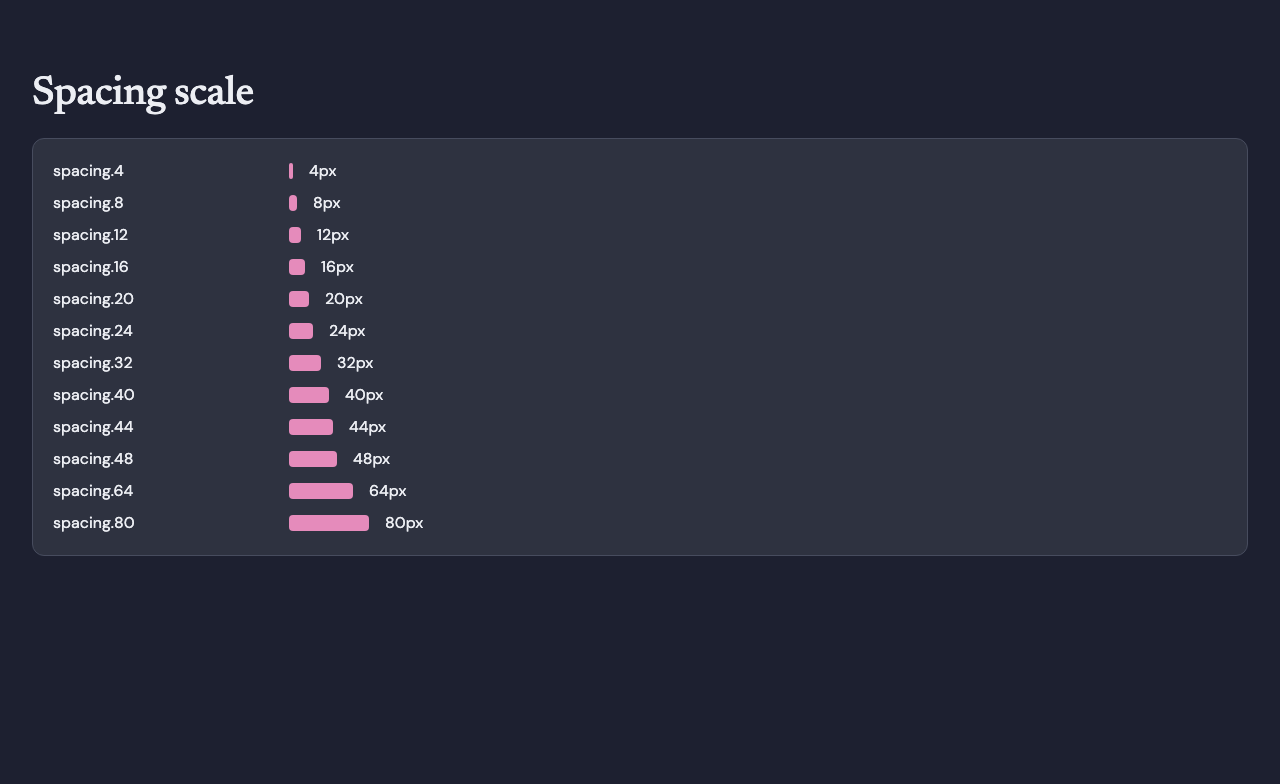 Spacing scale
spacing.4 4px
spacing.8 8px
spacing.12 12px
spacing.16 16px
spacing.20 20px
spacing.24 24px
spacing.32 32px
spacing.40 40px
spacing.44 44px
spacing.48 48px
spacing.64 64px
spacing.80 80px